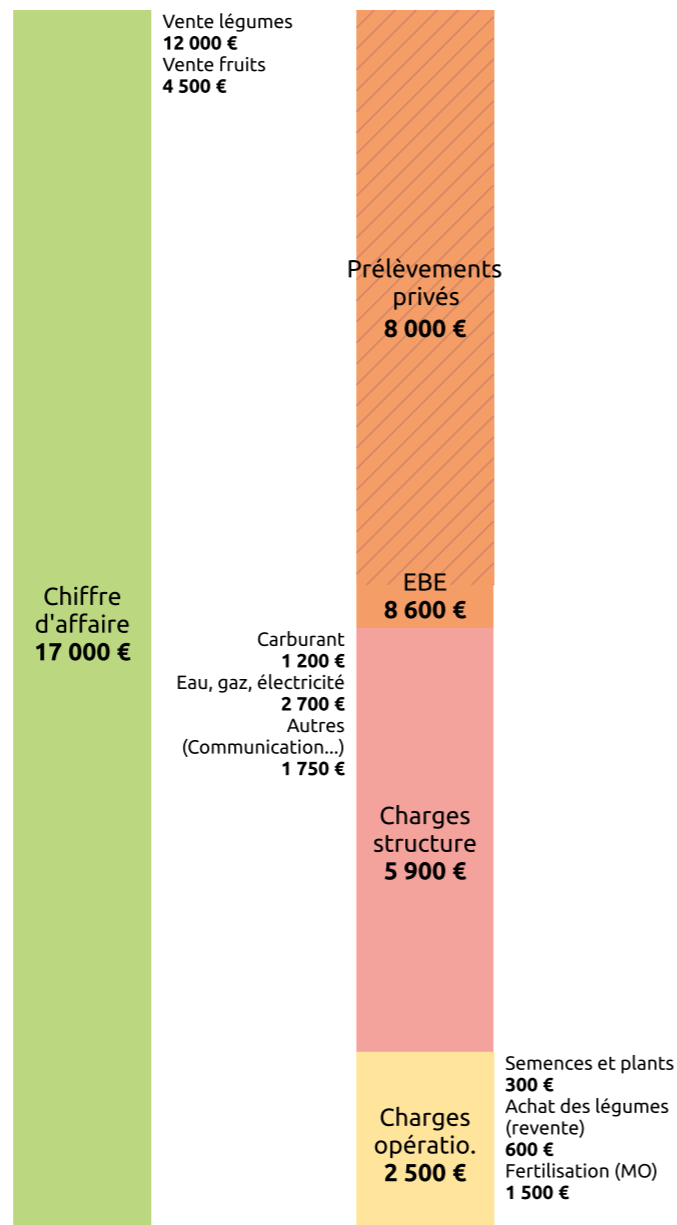 Vente légumes
12 000 €
Vente fruits
4 500 €
Prélèvements
privés
8 000 €
EBE
8 600 €
Chiffre
d'affaire
17 000 €
Carburant
1 200 €
Eau, gaz, électricité
2 700 €
Autres
(Communication...)
1 750 €
Charges
structure
5 900 €
Semences et plants
300 €
Achat des légumes
(revente)
600 €
Fertilisation (MO)
1 500 €
Charges
opératio.
2 500 €